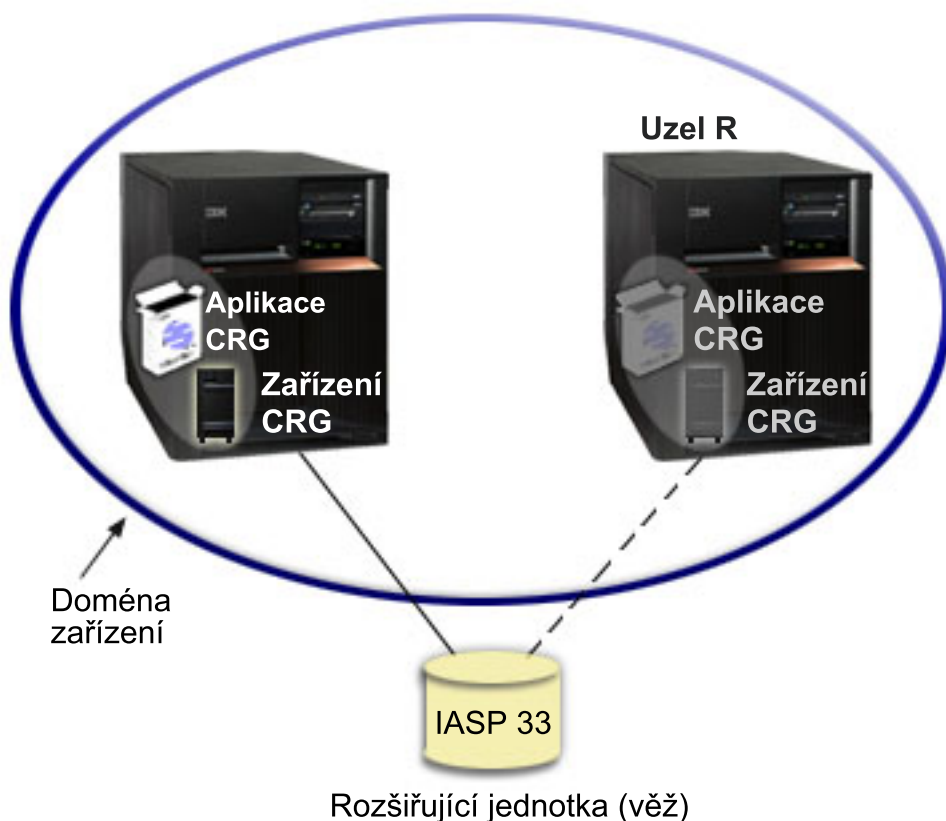 Uzel R
IBM
IBM
Aplikace
CRG
Zařízení
CRG
Aplikace
CRG
Zařízení
CRG
Doména
zařízení
IASP 33
Rozšiřující jednotka (věž)